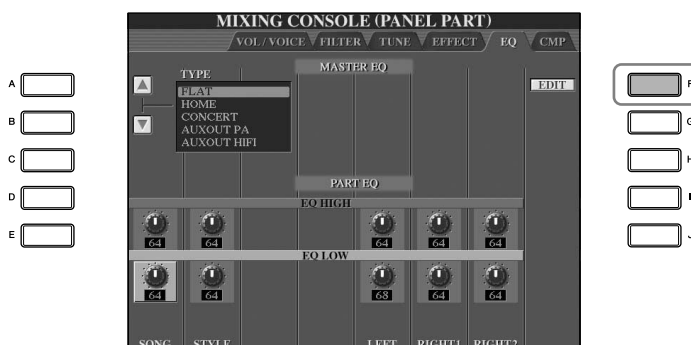 MIXING CONSOLE (PANEL PART)
VOL / VOICE FILTER TUNE EFFECT EQ CMP
MASTER EQ
TYPE
FLAT
HOME
CONCERT
AUXOUT PA
AUXOUT HIFI
EDIT
A
B
C
D
E
F
G
H
I
J
PART EQ
EQ HIGH
64 64 64 64 64
EQ LOW
64 64 68 64 64
SONG STYLE LEFT RIGHT1 RIGHT2